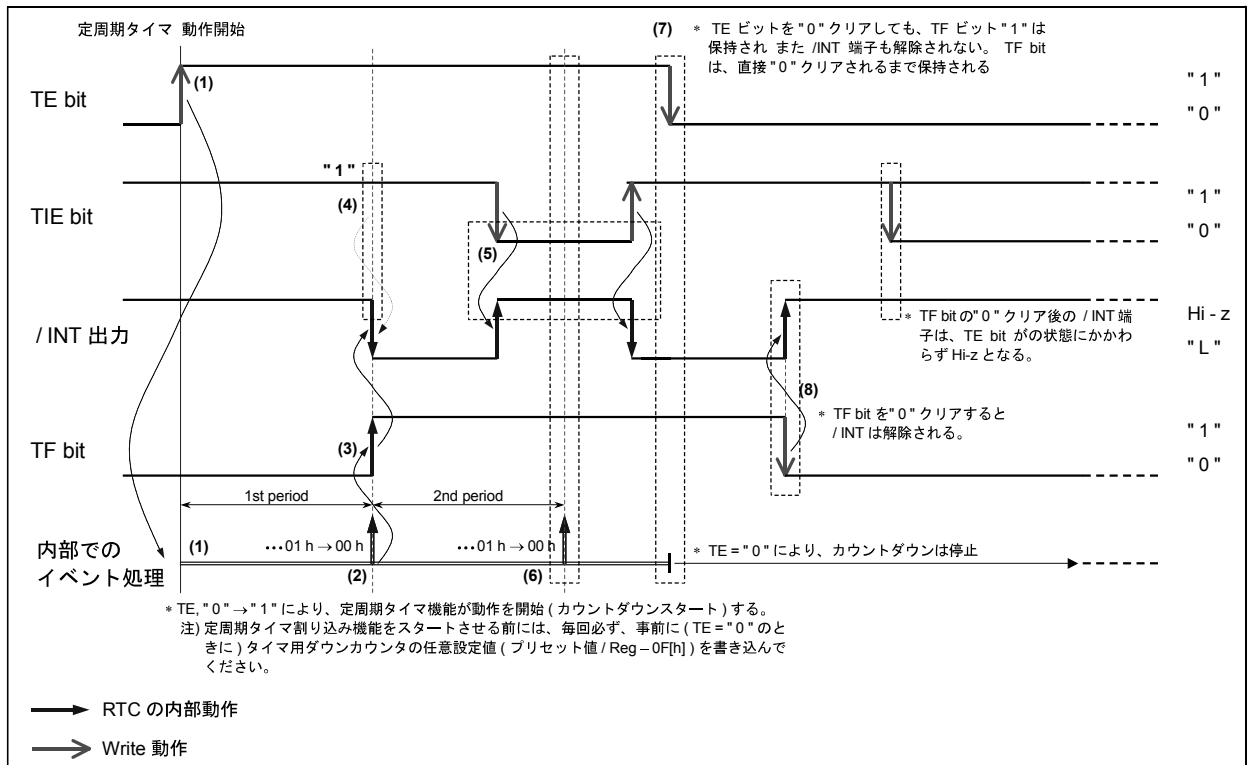 定周期タイマ 動作開始
(7) * TE ビットを "0" クリアしても、TF ビット "1" は
保持され また /INT 端子も解除されない。 TF bit
は、直接 "0" クリアされるまで保持される
(1)
TE bit
"1"
"0"
"1"
(4)
TIE bit
(5)
"1"
"0"
/ INT 出力
* TF bit の "0" クリア後の / INT 端
子は、TE bit がの状態にかかわ
らず Hi-z となる。
Hi - z
"L"
(8)
* TF bit を "0" クリアすると
/ INT は解除される。
(3)
TF bit
"1"
"0"
1st period
2nd period
内部での
イベント処理
(1)
…01 h → 00 h
(2)
…01 h → 00 h
(6)
* TE = "0" により、カウントダウンは停止
* TE, "0" → "1" により、定周期タイマ機能が動作を開始 ( カウントダウンスタート ) する。
注) 定周期タイマ割り込み機能をスタートさせる前には、毎回必ず、事前に ( TE = "0" のと
きに ) タイマ用ダウンカウンタの任意設定値 ( プリセット値 / Reg – 0F[h] ) を書き込んで
ください。
RTC の内部動作
Write 動作